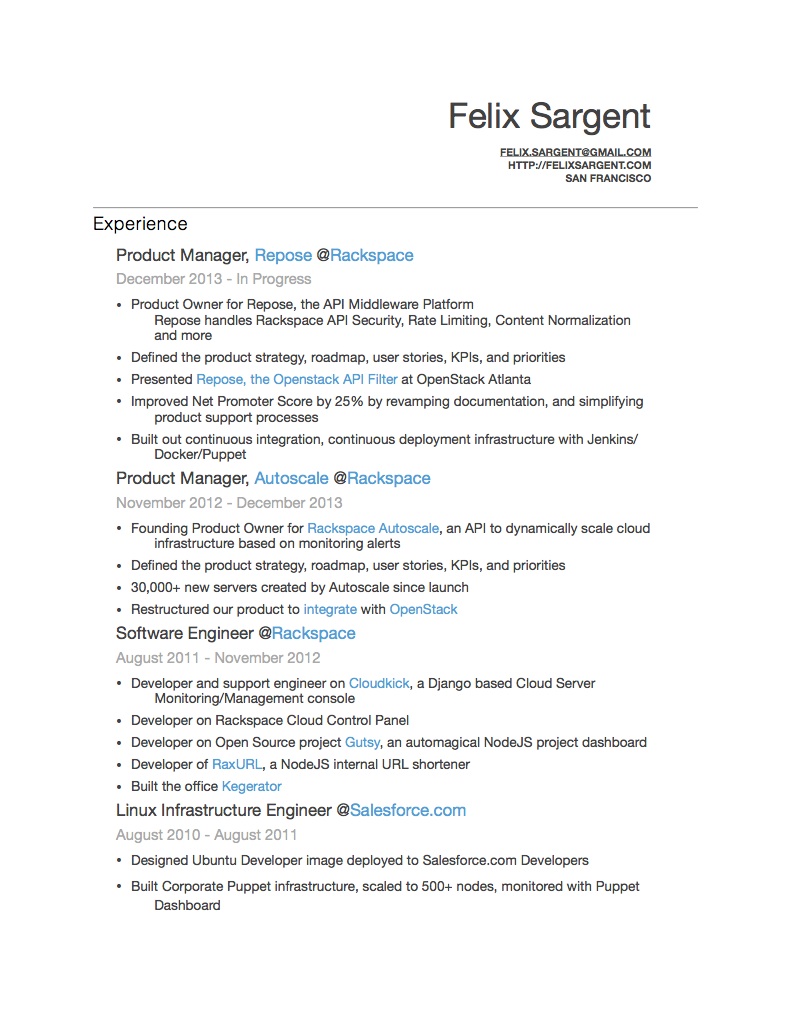 Felix Sargent
FELIX.SARGENT@GMAIL.COM
HTTP://FELIXSARGENT.COM
SAN FRANCISCO
Experience
Product Manager, Repose @Rackspace
December 2013 - In Progress
• Product Owner for Repose, the API Middleware Platform
Repose handles Rackspace API Security, Rate Limiting, Content Normalization
and more
• Defined the product strategy, roadmap, user stories, KPIs, and priorities
• Presented Repose, the Openstack API Filter at OpenStack Atlanta
• Improved Net Promoter Score by 25% by revamping documentation, and simplifying
product support processes
• Built out continuous integration, continuous deployment infrastructure with Jenkins/
Docker/Puppet
Product Manager, Autoscale @Rackspace
November 2012 - December 2013
• Founding Product Owner for Rackspace Autoscale, an API to dynamically scale cloud
infrastructure based on monitoring alerts
• Defined the product strategy, roadmap, user stories, KPIs, and priorities
• 30,000+ new servers created by Autoscale since launch
• Restructured our product to integrate with OpenStack
Software Engineer @Rackspace
August 2011 - November 2012
• Developer and support engineer on Cloudkick, a Django based Cloud Server
Monitoring/Management console
• Developer on Rackspace Cloud Control Panel
• Developer on Open Source project Gutsy, an automagical NodeJS project dashboard
• Developer of RaxURL, a NodeJS internal URL shortener
• Built the office Kegerator
Linux Infrastructure Engineer @Salesforce.com
August 2010 - August 2011
• Designed Ubuntu Developer image deployed to Salesforce.com Developers
• Built Corporate Puppet infrastructure, scaled to 500+ nodes, monitored with Puppet
Dashboard